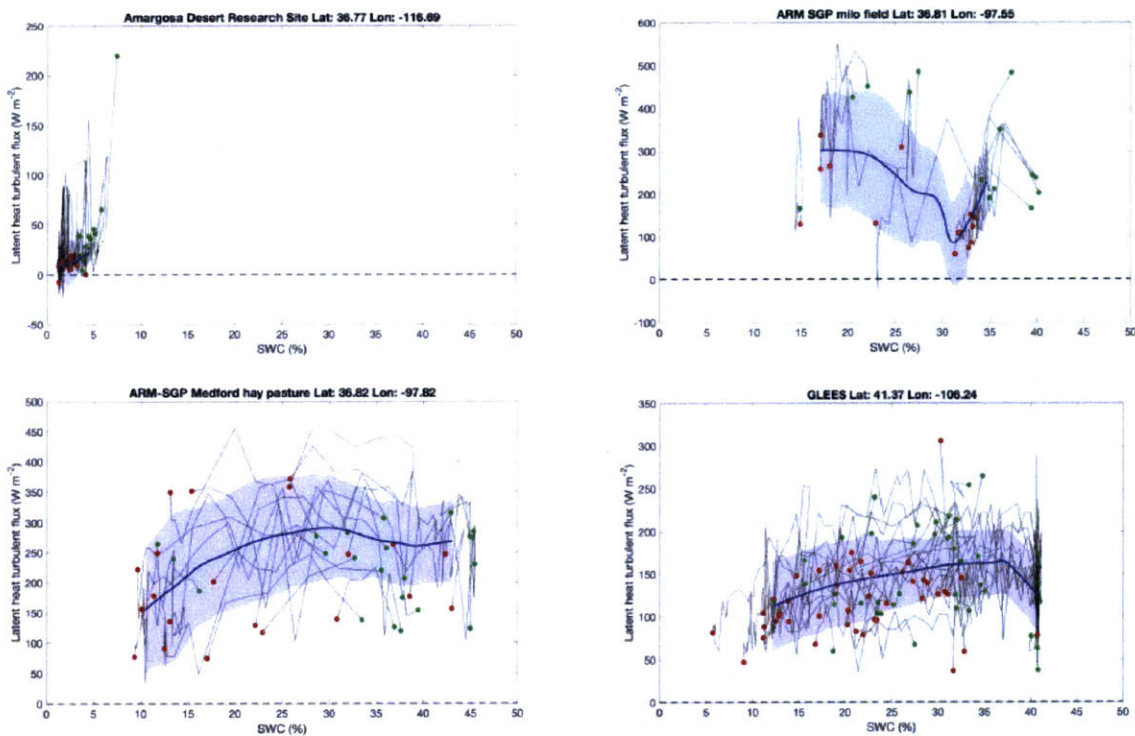 Amargosa Desert Research Site Lat: 36.77 Lon: -116.69
250
200
150
100
50
0
-50
Latent heat turbulent flux (W m-2)
0 5 10 15 20 25 30 35 40 45 50
SWC (%)
ARM SGP milo field Lat: 36.81 Lon: -97.55
600
500
400
300
200
100
0
-100
Latent heat turbulent flux (W m-2)
0 5 10 15 20 25 30 35 40 45 50
SWC (%)
ARM-SGP Medford hay pasture Lat: 36.82 Lon: -97.82
500
450
400
350
300
250
200
150
100
50
0
Latent heat turbulent flux (W m-2)
0 5 10 15 20 25 30 35 40 45 50
SWC (%)
GLEES Lat: 41.37 Lon: -106.24
350
300
250
200
150
100
50
0
Latent heat turbulent flux (W m-2)
0 5 10 15 20 25 30 35 40 45 50
SWC (%)